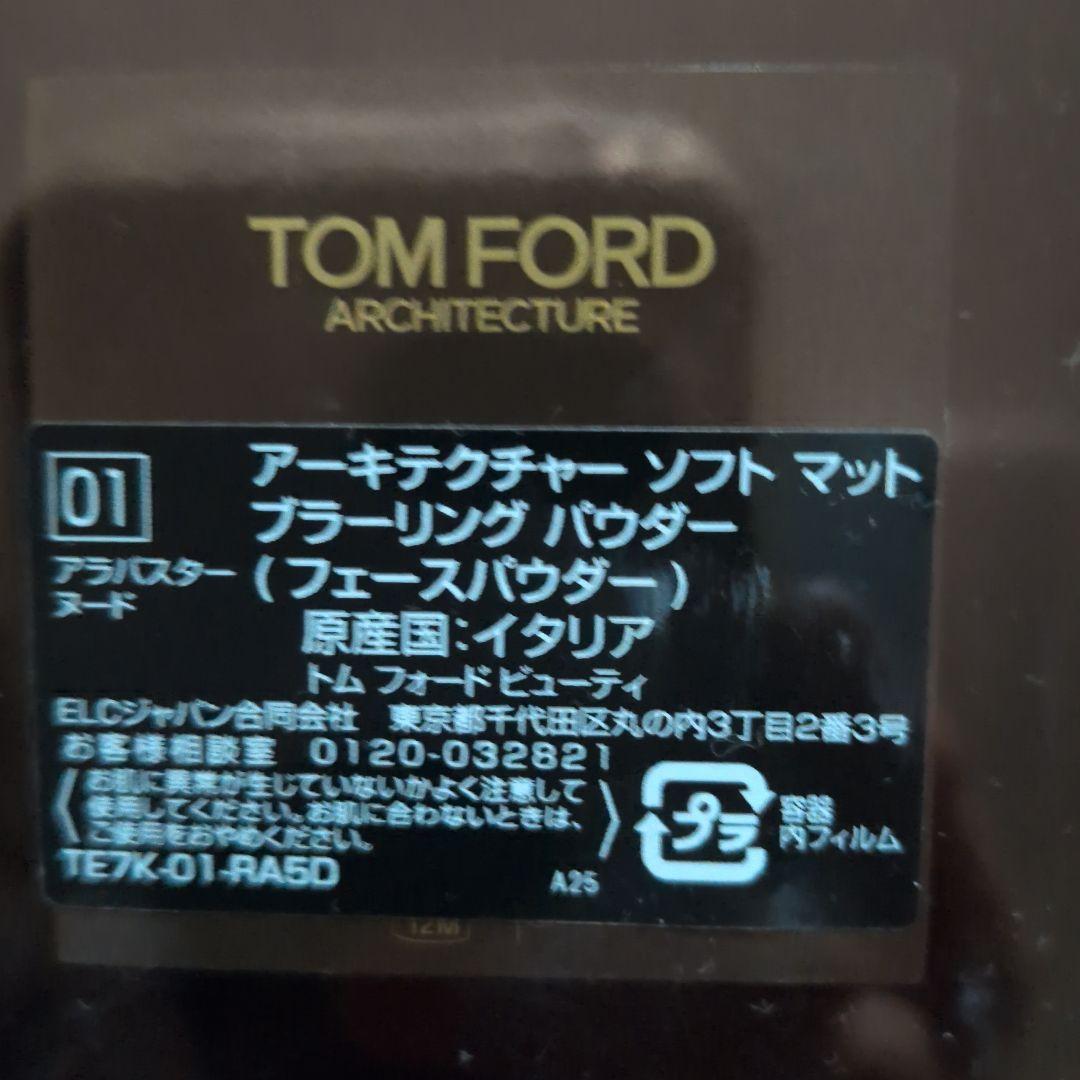 TOM FORD
ARCHITECTURE
01
アラバスター
ヌード
アーキテクチャー ソフト マット
ブラーリング パウダー
(フェースパウダー)
原産国:イタリア
トム フォード ビューティ
ELCジャパン合同会社 東京都千代田区丸の内3丁目2番3号
お客様相談室 0120-032821
〈お肌に異常が生じていないかよく注意して
使用してください。お肌に合わないときは、
ご使用をおやめください。〉
TE7K-01-RA5D
A25
プラ
容器
内フィルム
12M